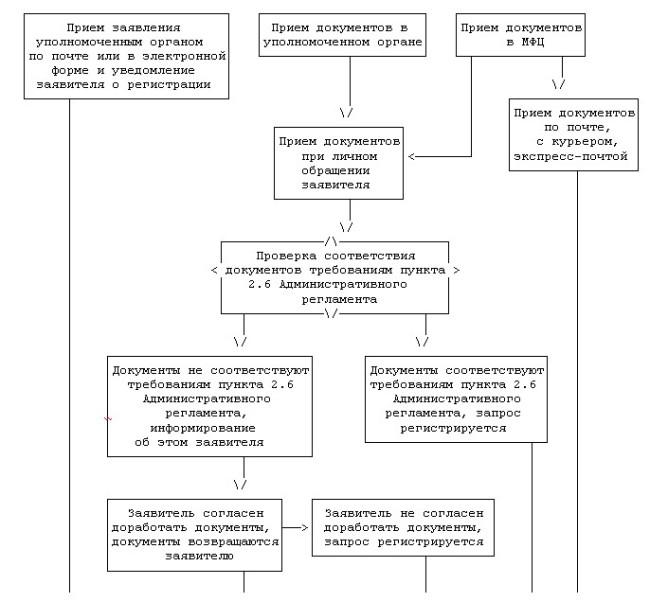 Прием заявления
уполномоченным органом
по почте или в электронной
форме и уведомление
заявителя о регистрации
Прием документов в
уполномоченном органе
Прием документов
в МФЦ
Прием документов
по почте,
с курьером,
экспресс-почтой
Прием документов
при личном
обращении
заявителя
Проверка соответствия
документов требованиям пункта
2.6 Административного
регламента
Документы не соответствуют
требованиям пункта 2.6
Административного
регламента,
информирование
об этом заявителя
Документы соответствуют
требованиям пункта 2.6
Административного
регламента, запрос
регистрируется
Заявитель согласен
доработать документы,
документы возвращаются
заявителю
Заявитель не согласен
доработать документы,
запрос регистрируется